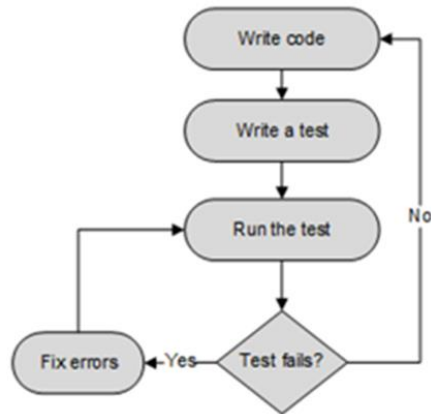 Write code
Write a test
Run the test
No
Fix errors
Yes
Test fails?